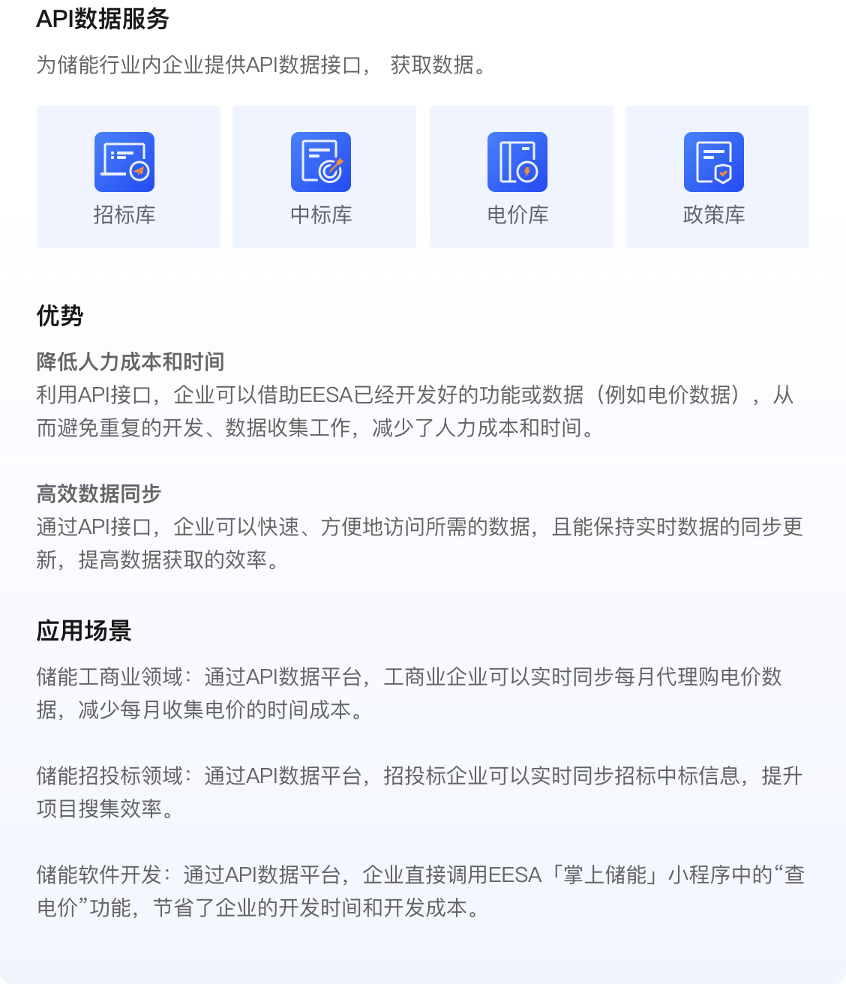 API数据服务
为储能行业内企业提供API数据接口， 获取数据。
招标库
中标库
电价库
政策库
优势
降低人力成本和时间
利用API接口，企业可以借助EESA已经开发好的功能或数据（例如电价数据），从
而避免重复的开发、数据收集工作，减少了人力成本和时间。
高效数据同步
通过API接口，企业可以快速、方便地访问所需的数据，且能保持实时数据的同步更
新，提高数据获取的效率。
应用场景
储能工商业领域：通过API数据平台，工商业企业可以实时同步每月代理购电价数
据，减少每月收集电价的时间成本。
储能招投标领域：通过API数据平台，招投标企业可以实时同步招标中标信息，提升
项目搜集效率。
储能软件开发：通过API数据平台，企业直接调用EESA「掌上储能」小程序中的“查
电价”功能，节省了企业的开发时间和开发成本。